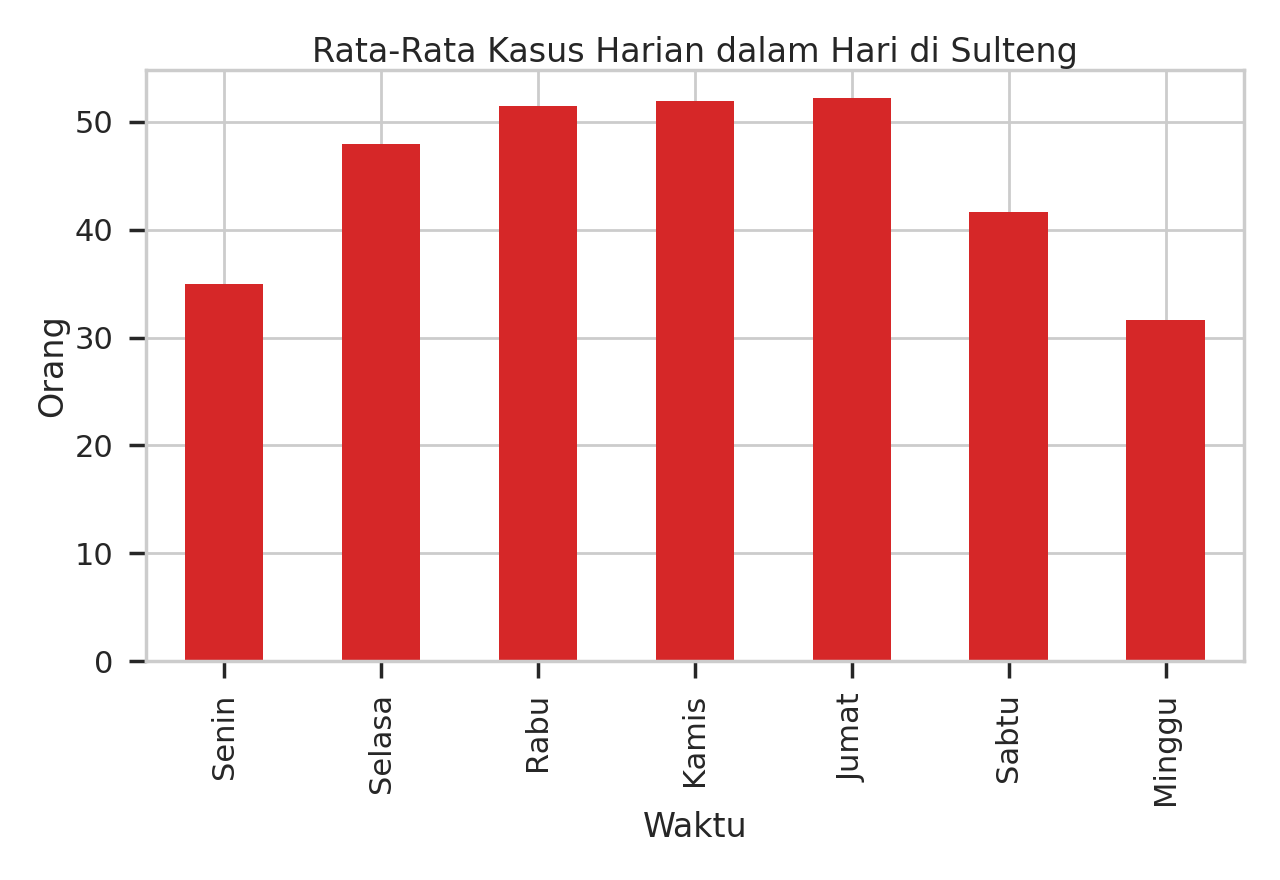 Rata-Rata Kasus Harian dalam Hari di Sulteng
Orang
50
40
30
20
10
0
Senin
Selasa
Rabu
Kamis
Jumat
Sabtu
Minggu
Waktu